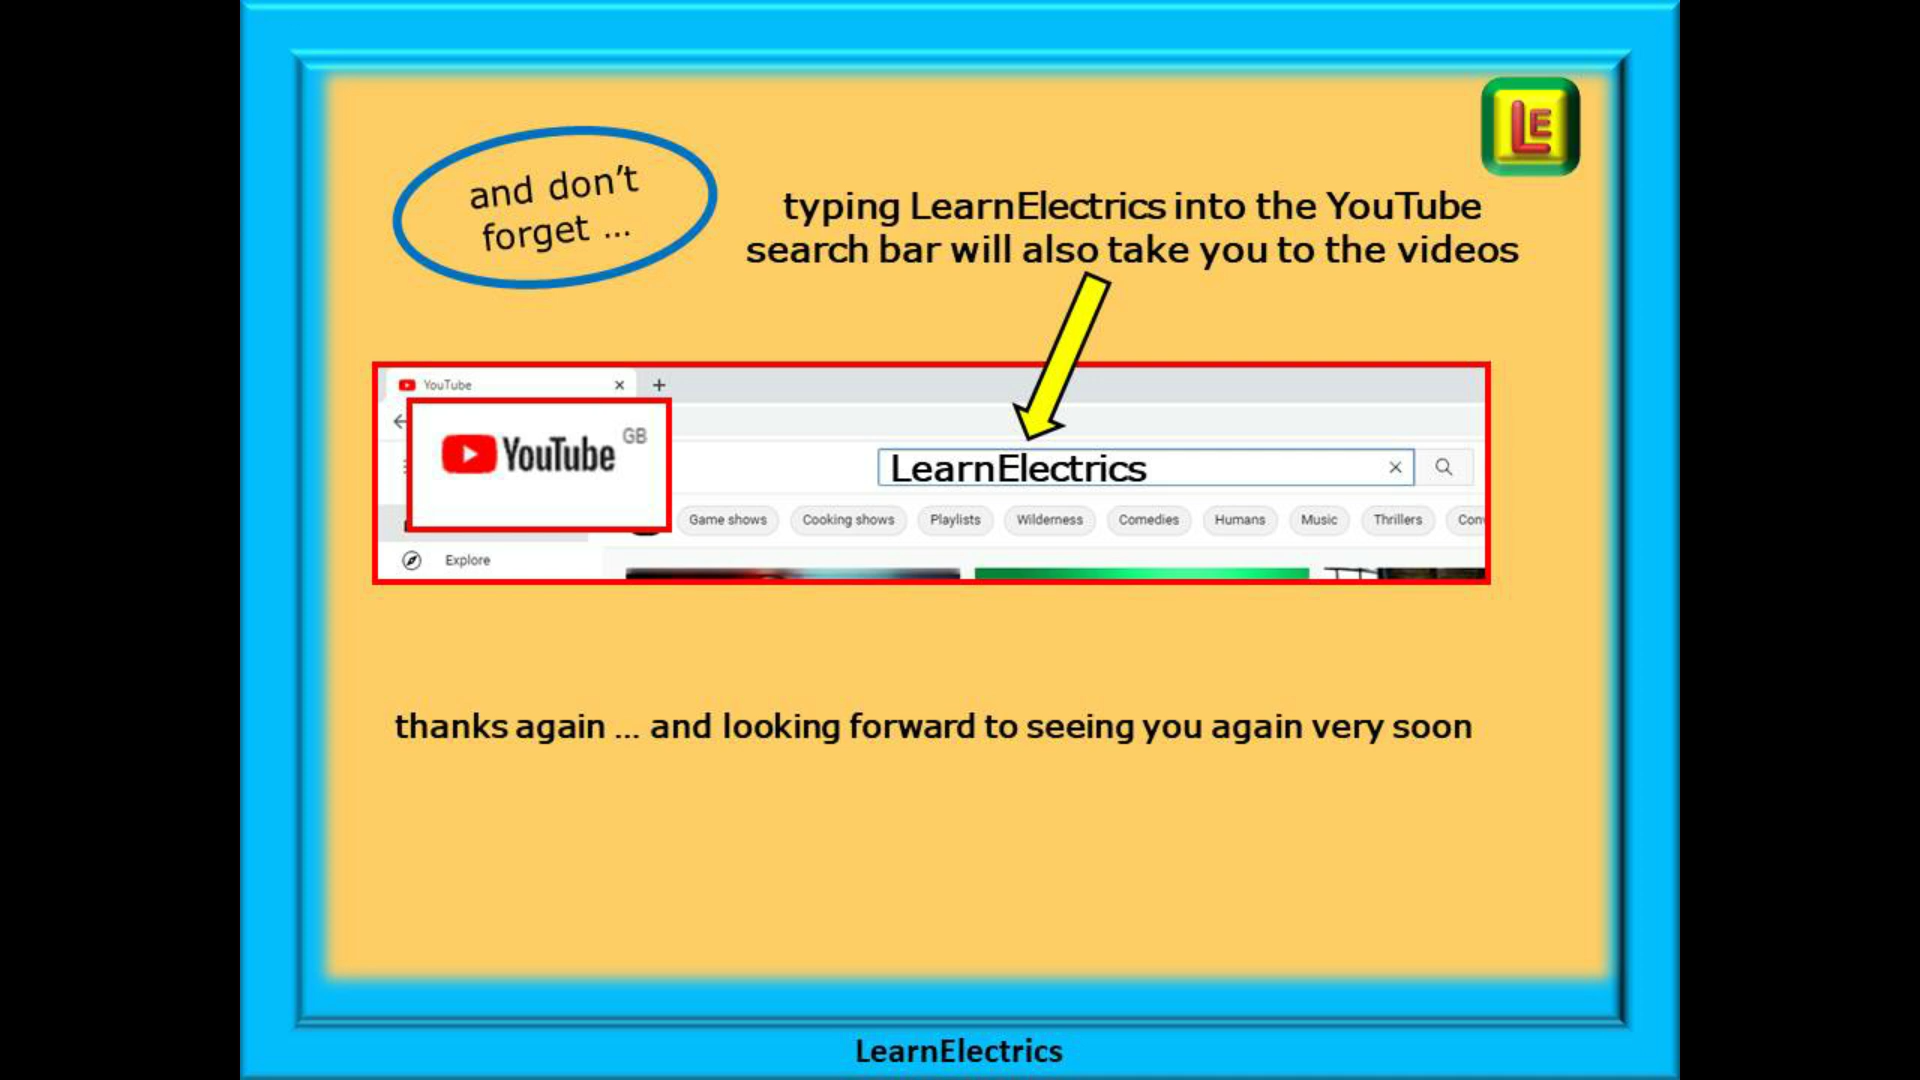 LE
and don't
forget ...
typing LearnElectrics into the YouTube
search bar will also take you to the videos
YouTube
YouTube GB
LearnElectrics
Game shows Cooking shows Playlists Wilderness Comedies Humans Music Thrillers
Explore
thanks again ... and looking forward to seeing you again very soon
LearnElectrics